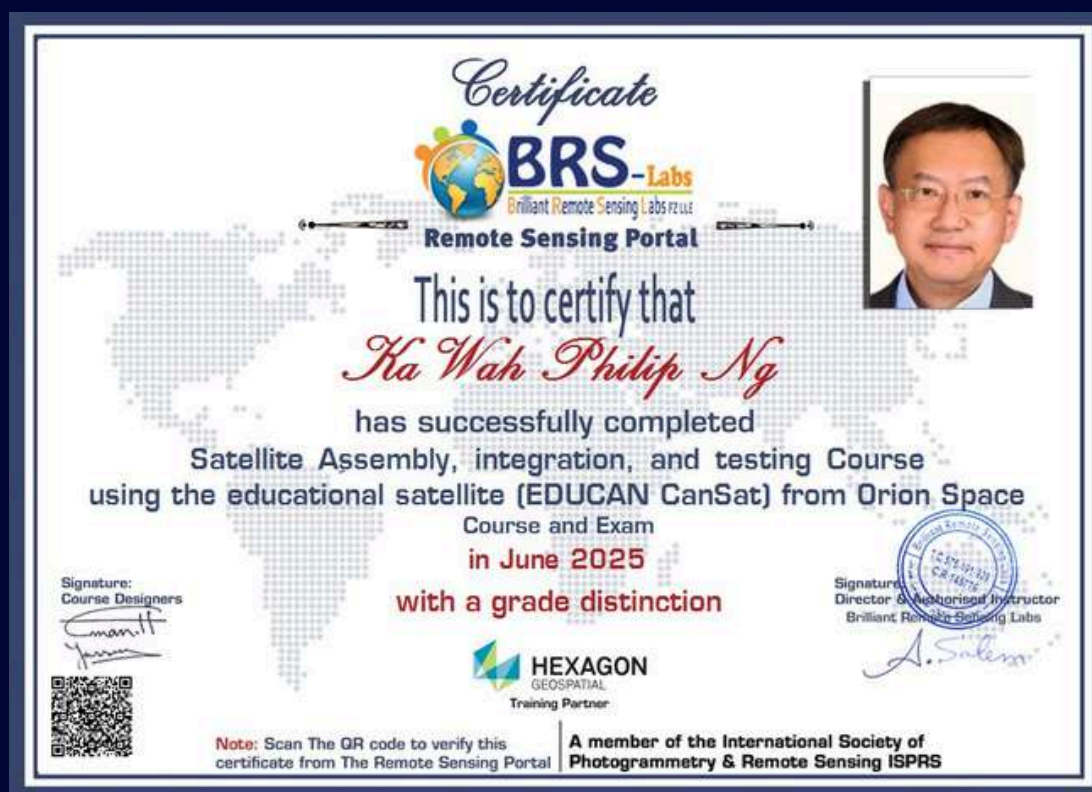 Certificate
BRS-Labs
Brilliant Remote Sensing Labs FZ LLE
Remote Sensing Portal
This is to certify that
Ka Wah Philip Ng
has successfully completed
Satellite Assembly, integration, and testing Course
using the educational satellite (EDUCAN CanSat) from Orion Space
Course and Exam
in June 2025
with a grade distinction
Signature:
Course Designers
Signature:
Director & Authorised Instructor
Brilliant Remote Sensing Labs
A. Salem
HEXAGON
GEOSPATIAL
Training Partner
Note: Scan The QR code to verify this
certificate from The Remote Sensing Portal
A member of the International Society of
Photogrammetry & Remote Sensing ISPRS